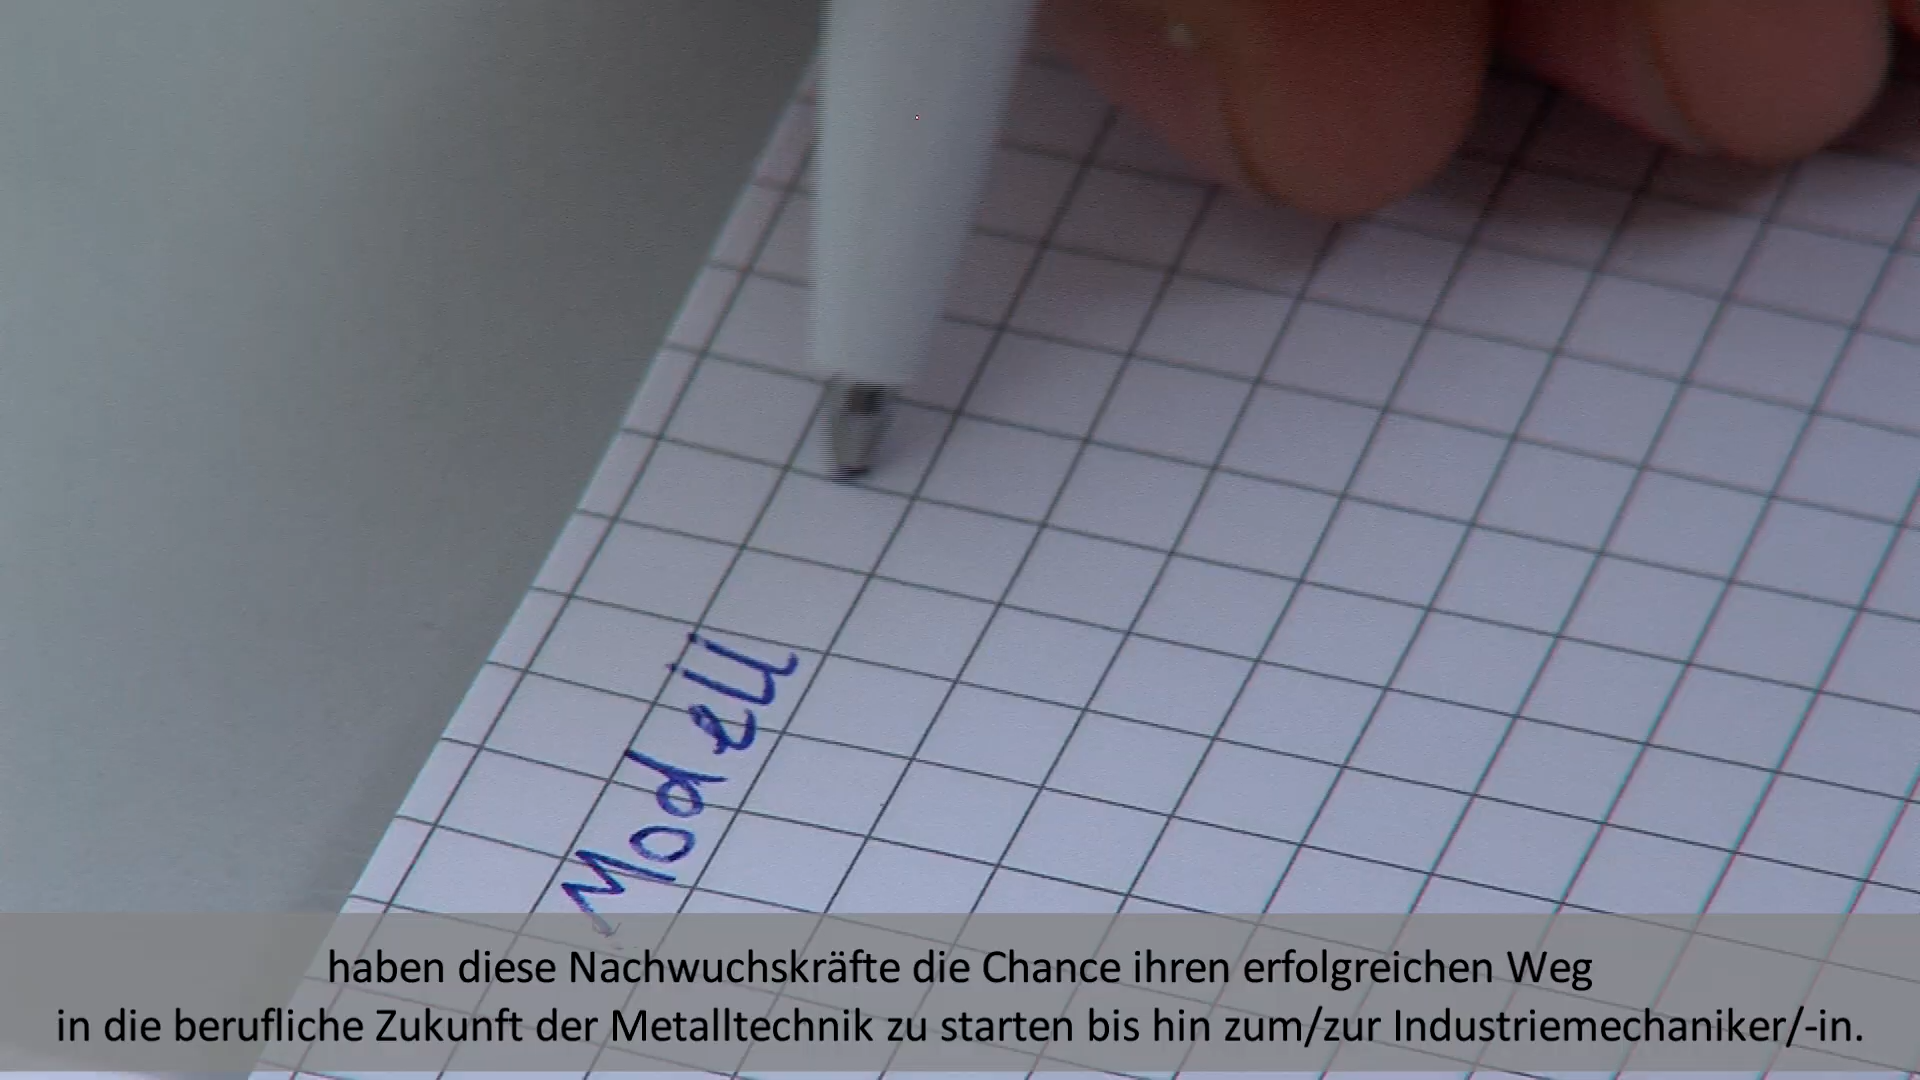 Modell
haben diese Nachwuchskräfte die Chance ihren erfolgreichen Weg
in die berufliche Zukunft der Metalltechnik zu starten bis hin zum/zur Industriemechaniker/-in.